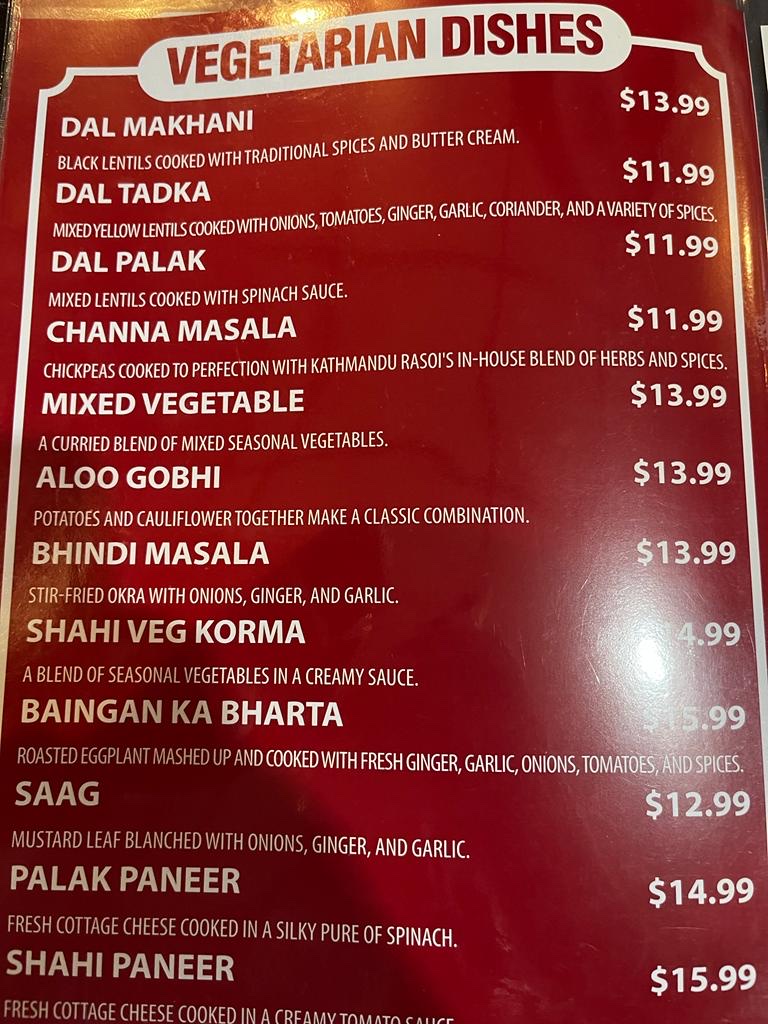 VEGETARIAN DISHES
DAL MAKHANI $13.99
BLACK LENTILS COOKED WITH TRADITIONAL SPICES AND BUTTER CREAM.
DAL TADKA $11.99
MIXED YELLOW LENTILS COOKED WITH ONIONS, TOMATOES, GINGER, GARLIC, CORIANDER, AND A VARIETY OF SPICES.
DAL PALAK $11.99
MIXED LENTILS COOKED WITH SPINACH SAUCE.
CHANNA MASALA $11.99
CHICKPEAS COOKED TO PERFECTION WITH KATHMANDU RASOI'S IN-HOUSE BLEND OF HERBS AND SPICES.
MIXED VEGETABLE $13.99
A CURRIED BLEND OF MIXED SEASONAL VEGETABLES.
ALOO GOBHI $13.99
POTATOES AND CAULIFLOWER TOGETHER MAKE A CLASSIC COMBINATION.
BHINDI MASALA $13.99
STIR-FRIED OKRA WITH ONIONS, GINGER, AND GARLIC.
SHAHI VEG KORMA 4.99
A BLEND OF SEASONAL VEGETABLES IN A CREAMY SAUCE.
BAINGAN KA BHARTA $15.99
ROASTED EGGPLANT MASHED UP AND COOKED WITH FRESH GINGER, GARLIC, ONIONS, TOMATOES, AND SPICES.
SAAG $12.99
MUSTARD LEAF BLANCHED WITH ONIONS, GINGER, AND GARLIC.
PALAK PANEER $14.99
FRESH COTTAGE CHEESE COOKED IN A SILKY PURE OF SPINACH.
SHAHI PANEER $15.99
FRESH COTTAGE CHEESE COOKED IN A CREAMY TOMATO SAUCE